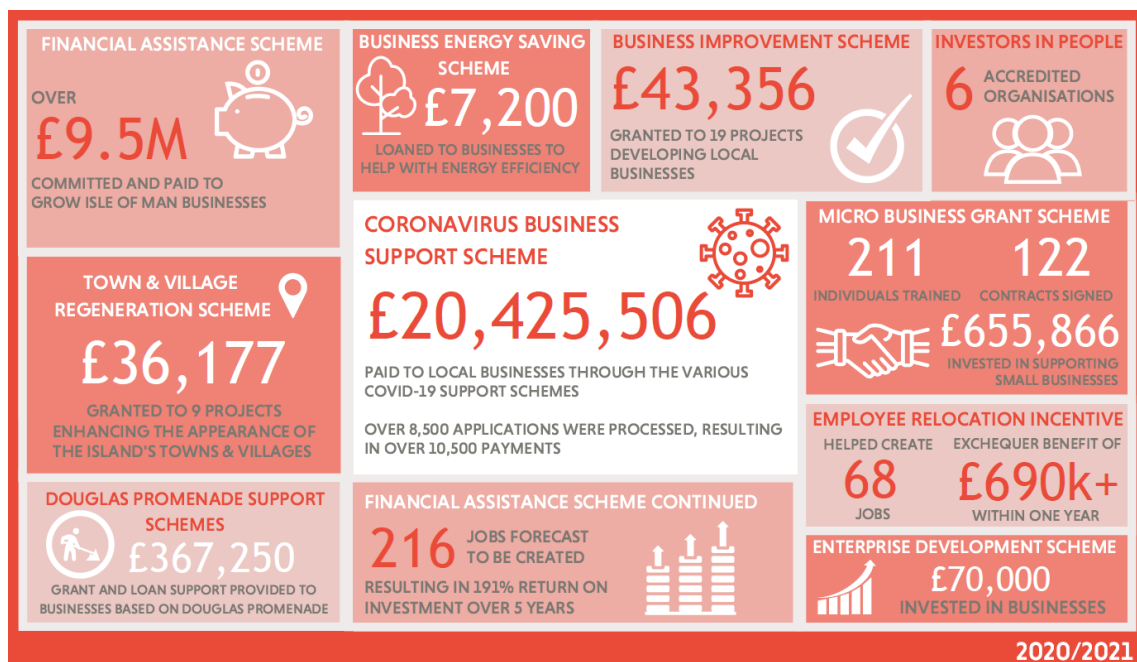 FINANCIAL ASSISTANCE SCHEME
OVER
£9.5M
COMMITTED AND PAID TO
GROW ISLE OF MAN BUSINESSES
BUSINESS ENERGY SAVING
SCHEME
£7,200
LOANED TO BUSINESSES TO
HELP WITH ENERGY EFFICIENCY
BUSINESS IMPROVEMENT SCHEME
£43,356
GRANTED TO 19 PROJECTS
DEVELOPING LOCAL
BUSINESSES
INVESTORS IN PEOPLE
6 ACCREDITED
ORGANISATIONS
TOWN & VILLAGE
REGENERATION SCHEME
£36,177
GRANTED TO 9 PROJECTS
ENHANCING THE APPEARANCE OF
THE ISLAND'S TOWNS & VILLAGES
CORONAVIRUS BUSINESS
SUPPORT SCHEME
£20,425,506
PAID TO LOCAL BUSINESSES THROUGH THE VARIOUS
COVID-19 SUPPORT SCHEMES
OVER 8,500 APPLICATIONS WERE PROCESSED, RESULTING
IN OVER 10,500 PAYMENTS
MICRO BUSINESS GRANT SCHEME
211 122
INDIVIDUALS TRAINED CONTRACTS SIGNED
£655,866
INVESTED IN SUPPORTING
SMALL BUSINESSES
EMPLOYEE RELOCATION INCENTIVE
HELPED CREATE EXCHEQUER BENEFIT OF
68 £690k+
JOBS WITHIN ONE YEAR
DOUGLAS PROMENADE SUPPORT
SCHEMES
£367,250
GRANT AND LOAN SUPPORT PROVIDED TO
BUSINESSES BASED ON DOUGLAS PROMENADE
FINANCIAL ASSISTANCE SCHEME CONTINUED
216 JOBS FORECAST
TO BE CREATED
RESULTING IN 191% RETURN ON
INVESTMENT OVER 5 YEARS
ENTERPRISE DEVELOPMENT SCHEME
£70,000
INVESTED IN BUSINESSES
2020/2021